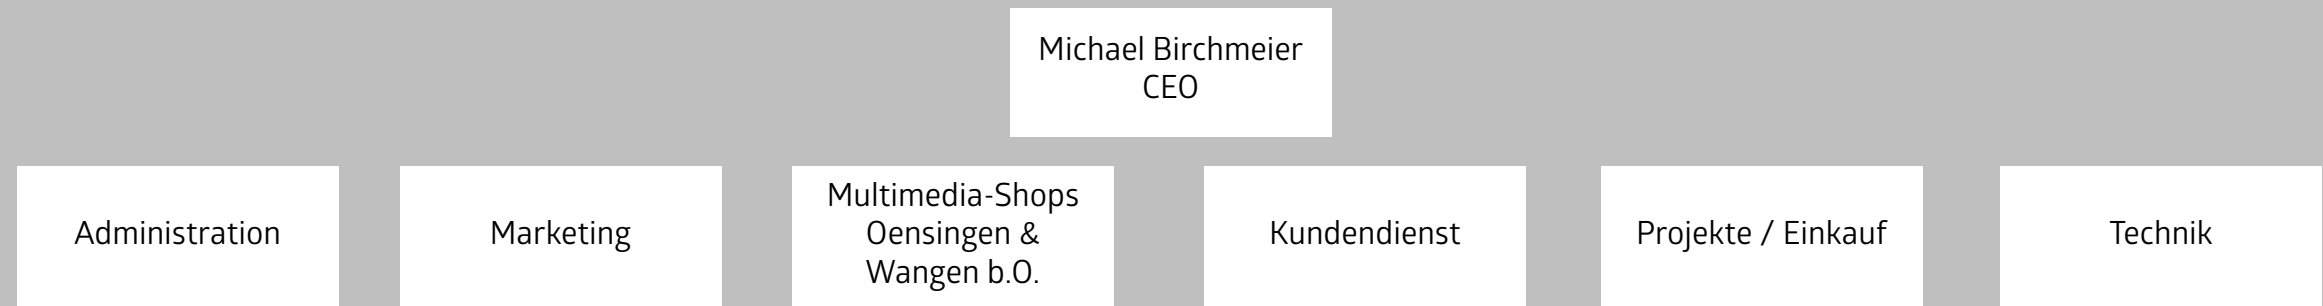 Michael Birchmeier
CEO
Administration
Marketing
Multimedia-Shops
Oensingen &
Wangen b.O.
Kundendienst
Projekte / Einkauf
Technik